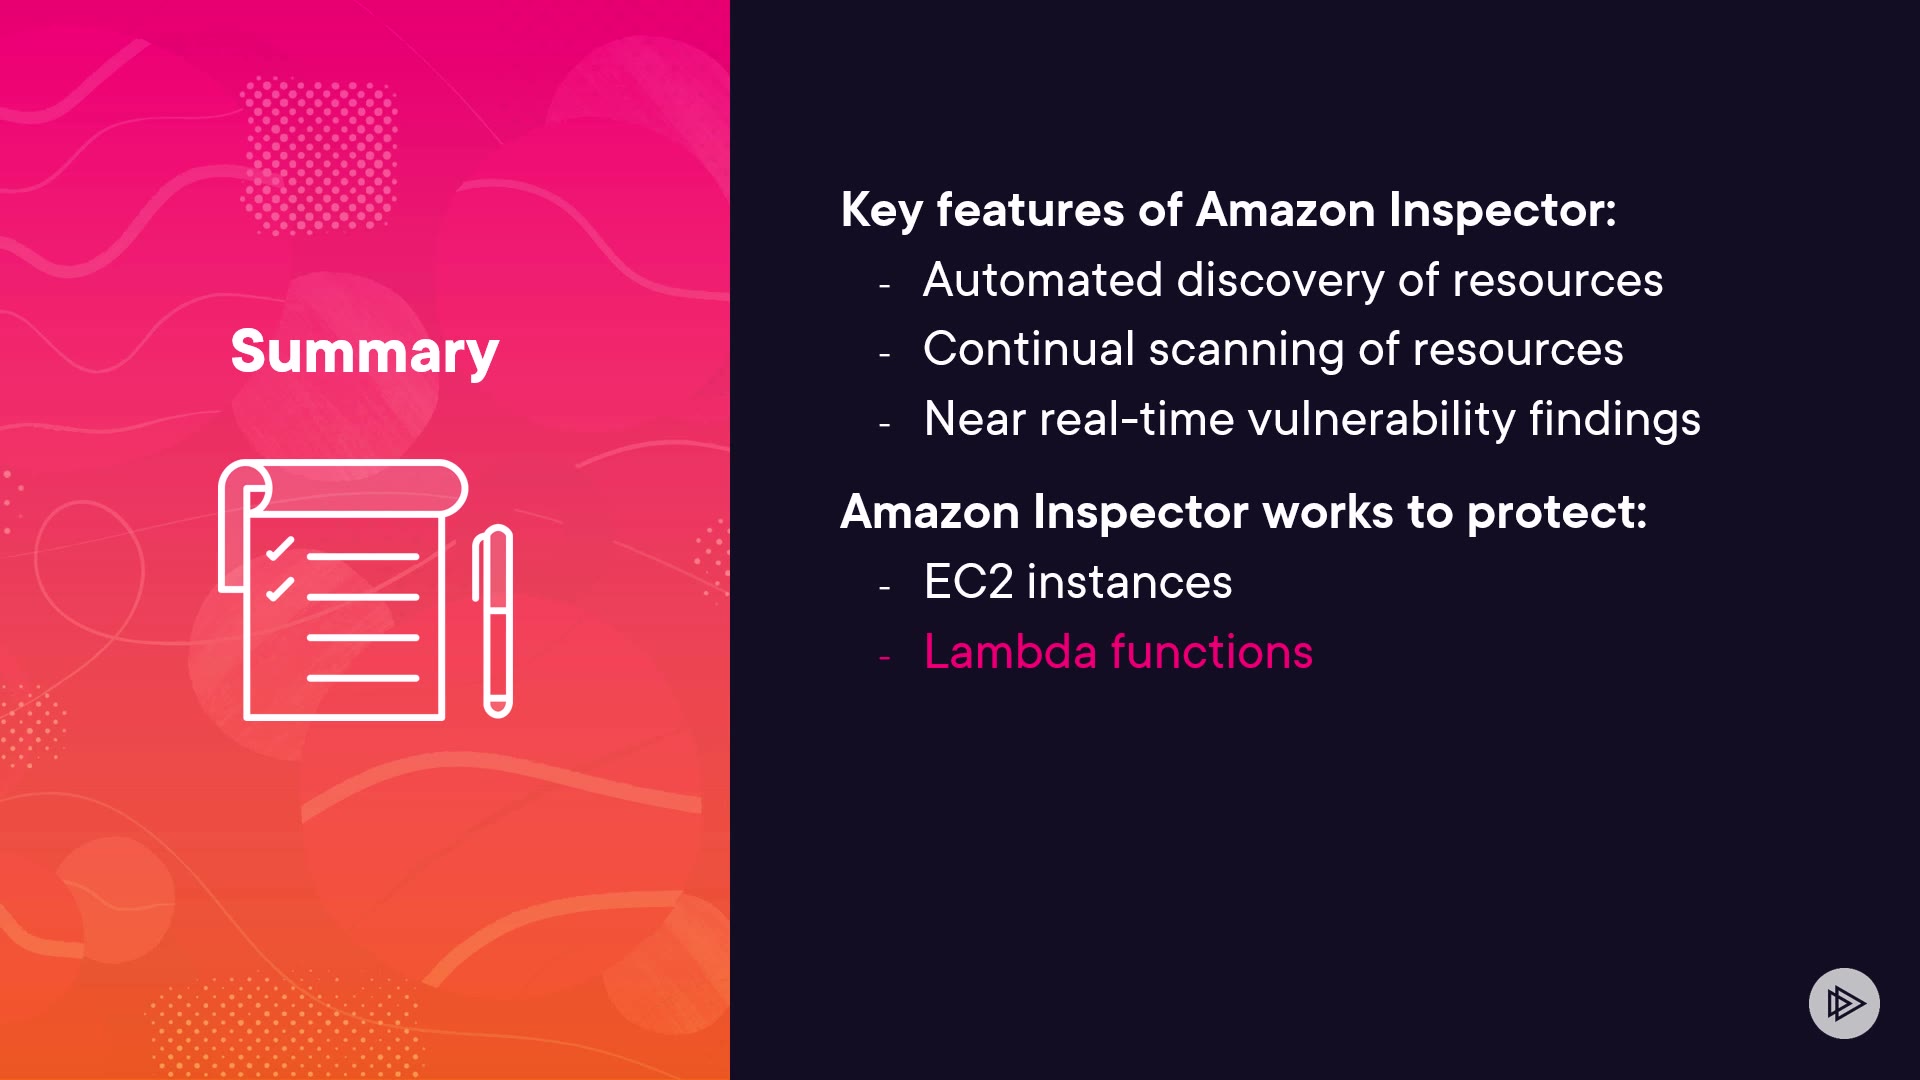 Summary
Key features of Amazon Inspector:
- Automated discovery of resources
- Continual scanning of resources
- Near real-time vulnerability findings
Amazon Inspector works to protect:
- EC2 instances
- Lambda functions